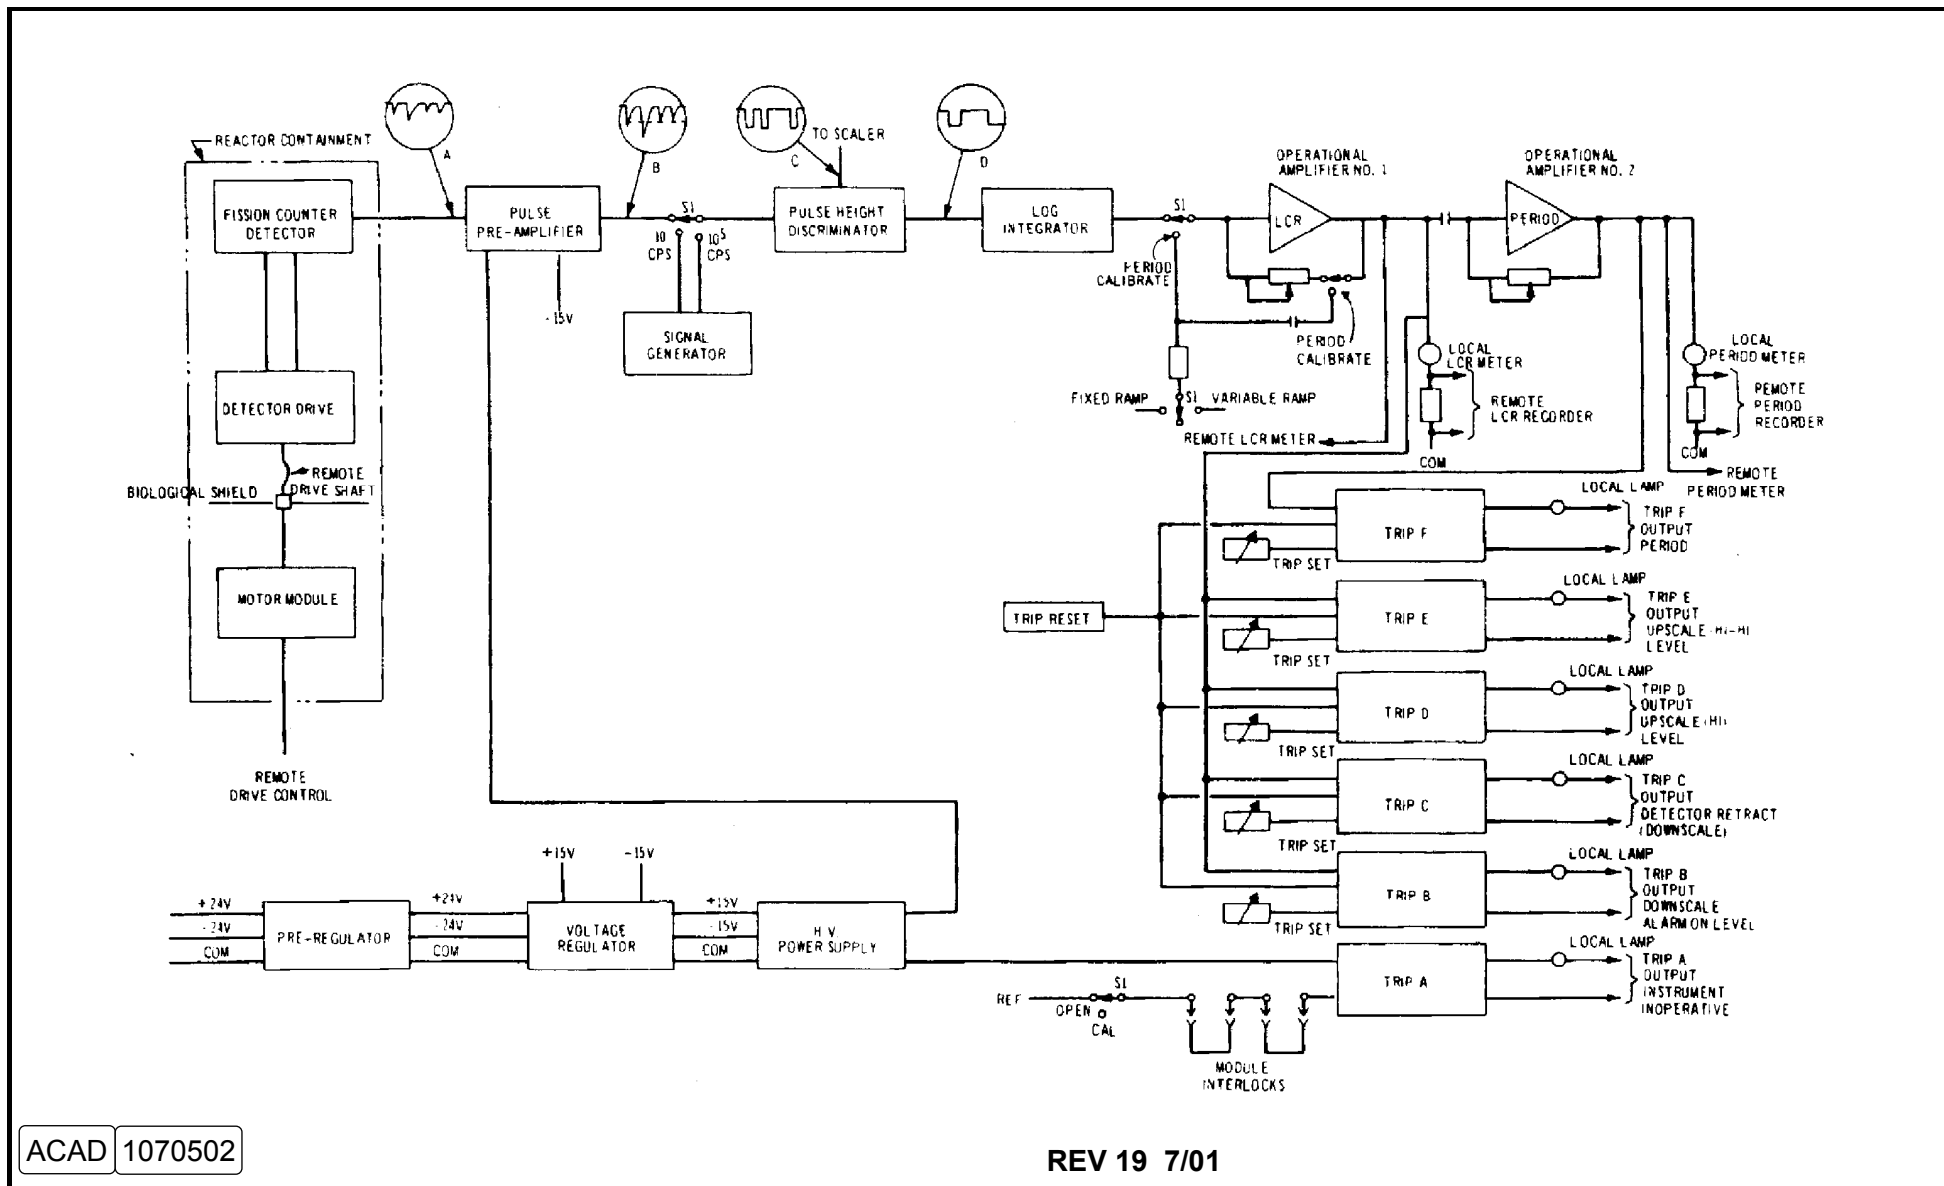 REACTOR CONTAINMENT
FISSION COUNTER
DETECTOR
DETECTOR DRIVE
REMOTE
DRIVE SHAFT
BIOLOGICAL SHIELD
MOTOR MODULE
REMOTE
DRIVE CONTROL
A
PULSE
PRE-AMPLIFIER
-15V
B
S1
10
CPS
10⁵
CPS
SIGNAL
GENERATOR
C
TO SCALER
PULSE HEIGHT
DISCRIMINATOR
D
LOG
INTEGRATOR
S1
PERIOD
CALIBRATE
OPERATIONAL
AMPLIFIER NO. 1
LCR
PERIOD
CALIBRATE
FIXED RAMP
S1
VARIABLE RAMP
REMOTE LCR METER
OPERATIONAL
AMPLIFIER NO. 2
PERIOD
LOCAL
LCR METER
REMOTE
LCR RECORDER
COM
LOCAL
PERIOD METER
REMOTE
PERIOD
RECORDER
COM
REMOTE
PERIOD METER
TRIP RESET
TRIP F
TRIP SET
LOCAL LAMP
TRIP F
OUTPUT
PERIOD
TRIP E
TRIP SET
LOCAL LAMP
TRIP E
OUTPUT
UPSCALE (HI-HI
LEVEL
TRIP D
TRIP SET
LOCAL LAMP
TRIP D
OUTPUT
UPSCALE (HI)
LEVEL
TRIP C
TRIP SET
LOCAL LAMP
TRIP C
OUTPUT
DETECTOR RETRACT
(DOWNSCALE)
TRIP B
TRIP SET
LOCAL LAMP
TRIP B
OUTPUT
DOWNSCALE
ALARM ON LEVEL
TRIP A
LOCAL LAMP
TRIP A
OUTPUT
INSTRUMENT
INOPERATIVE
+24V
-24V
COM
PRE-REGULATOR
+24V
-24V
COM
+15V
-15V
VOLTAGE
REGULATOR
+15V
-15V
COM
H V
POWER SUPPLY
REF
OPEN
S1
CAL
MODULE
INTERLOCKS
ACAD 1070502
REV 19 7/01